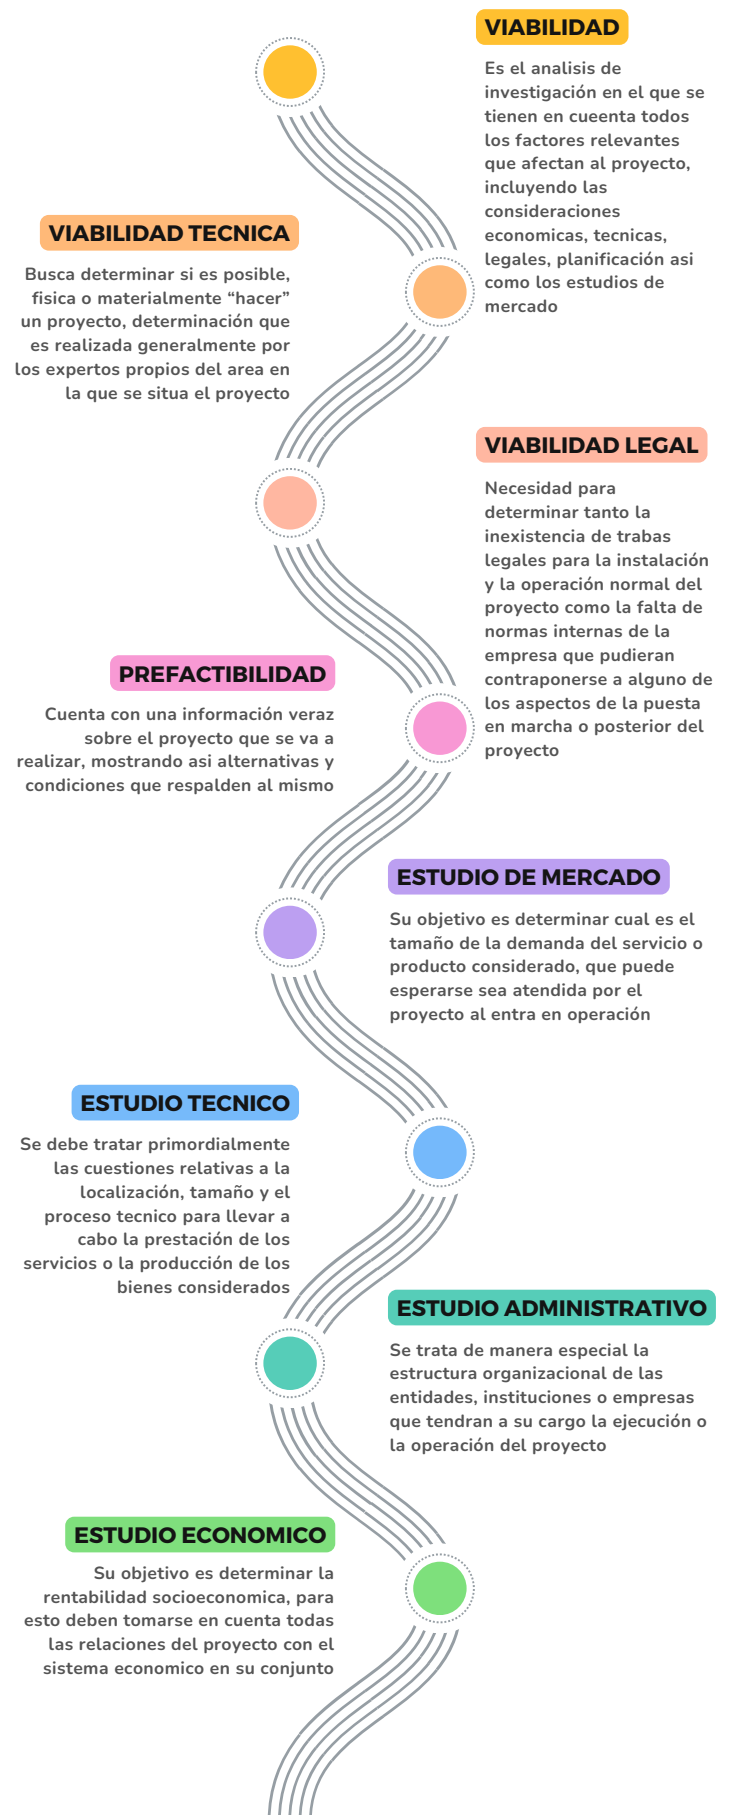 VIABILIDAD
Es el analisis de
investigación en el que se
tienen en cueenta todos
los factores relevantes
que afectan al proyecto,
incluyendo las
consideraciones
economicas, tecnicas,
legales, planificación asi
como los estudios de
mercado
VIABILIDAD TECNICA
Busca determinar si es posible,
fisica o materialmente “hacer”
un proyecto, determinación que
es realizada generalmente por
los expertos propios del area en
la que se situa el proyecto
VIABILIDAD LEGAL
Necesidad para
determinar tanto la
inexistencia de trabas
legales para la instalación
y la operación normal del
proyecto como la falta de
normas internas de la
empresa que pudieran
contraponerse a alguno de
los aspectos de la puesta
en marcha o posterior del
proyecto
PREFACTIBILIDAD
Cuenta con una información veraz
sobre el proyecto que se va a
realizar, mostrando asi alternativas y
condiciones que respalden al mismo
ESTUDIO DE MERCADO
Su objetivo es determinar cual es el
tamaño de la demanda del servicio o
producto considerado, que puede
esperarse sea atendida por el
proyecto al entra en operación
ESTUDIO TECNICO
Se debe tratar primordialmente
las cuestiones relativas a la
localización, tamaño y el
proceso tecnico para llevar a
cabo la prestación de los
servicios o la producción de los
bienes considerados
ESTUDIO ADMINISTRATIVO
Se trata de manera especial la
estructura organizacional de las
entidades, instituciones o empresas
que tendran a su cargo la ejecución o
la operación del proyecto
ESTUDIO ECONOMICO
Su objetivo es determinar la
rentabilidad socioeconomica, para
esto deben tomarse en cuenta todas
las relaciones del proyecto con el
sistema economico en su conjunto